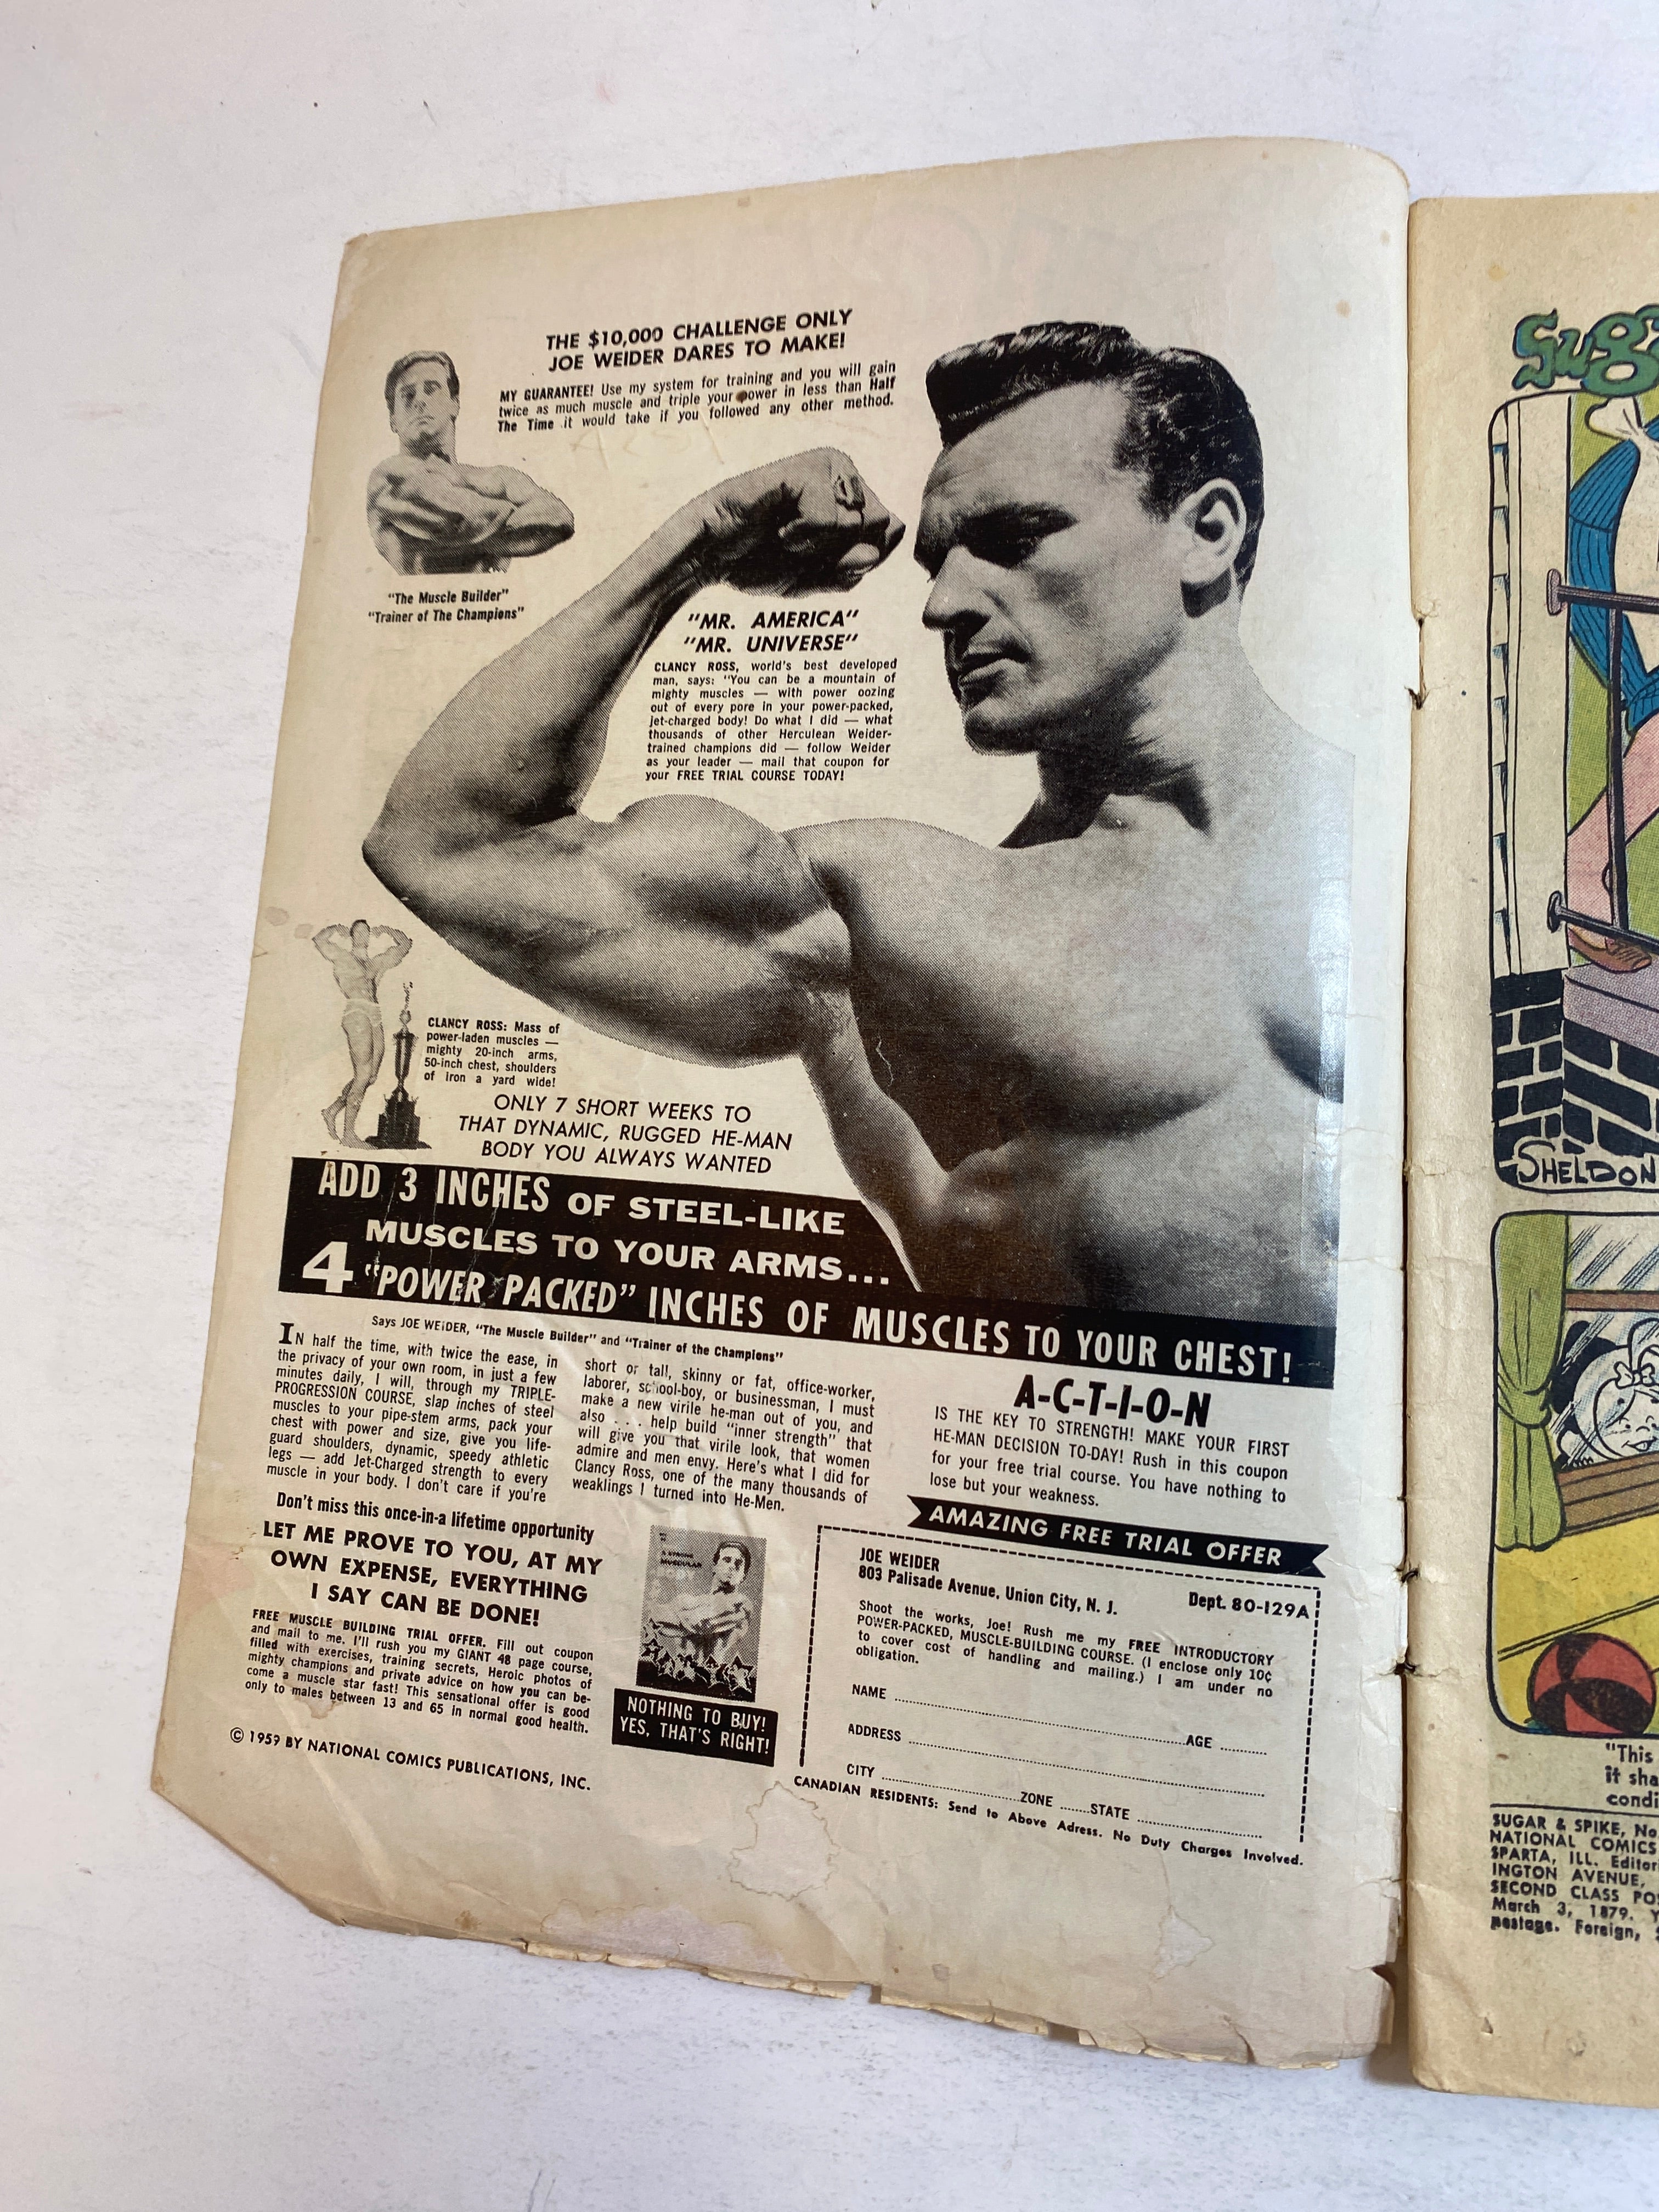 THE $10,000 CHALLENGE ONLY
JOE WEIDER DARES TO MAKE!
MY GUARANTEE! Use my system for training and you will gain
twice as much muscle and triple your power in less than Half
The Time it would take if you followed any other method.
"The Muscle Builder"
"Trainer of The Champions"
"MR. AMERICA"
"MR. UNIVERSE"
CLANCY ROSS, world's best developed
man, says: "You can be a mountain of
mighty muscles — with power oozing
out of every pore in your power-packed,
jet-charged body! Do what I did — what
thousands of other Herculean Weider-
trained champions did — follow Weider
as your leader — mail that coupon for
your FREE TRIAL COURSE TODAY!
CLANCY ROSS: Mass of
power-laden muscles —
mighty 20-inch arms,
50-inch chest, shoulders
of iron a yard wide!
ONLY 7 SHORT WEEKS TO
THAT DYNAMIC, RUGGED HE-MAN
BODY YOU ALWAYS WANTED
ADD 3 INCHES OF STEEL-LIKE
MUSCLES TO YOUR ARMS...
4 "POWER PACKED" INCHES OF MUSCLES TO YOUR CHEST!
Says JOE WEIDER, "The Muscle Builder" and "Trainer of the Champions"
IN half the time, with twice the ease, in
the privacy of your own room, in just a few
minutes daily, I will, through my TRIPLE-
PROGRESSION COURSE, slap inches of steel
muscles to your pipe-stem arms, pack your
chest with power and size, give you life-
guard shoulders, dynamic, speedy athletic
legs — add Jet-Charged strength to every
muscle in your body. I don't care if you're
short or tall, skinny or fat, office-worker,
laborer, school-boy, or businessman, I must
make a new virile he-man out of you, and
also . . . help build "inner strength" that
will give you that virile look, that women
admire and men envy. Here's what I did for
Clancy Ross, one of the many thousands of
weaklings I turned into He-Men.
A-C-T-I-O-N
IS THE KEY TO STRENGTH! MAKE YOUR FIRST
HE-MAN DECISION TO-DAY! Rush in this coupon
for your free trial course. You have nothing to
lose but your weakness.
Don't miss this once-in-a lifetime opportunity
LET ME PROVE TO YOU, AT MY
OWN EXPENSE, EVERYTHING
I SAY CAN BE DONE!
FREE MUSCLE BUILDING TRIAL OFFER. Fill out coupon
and mail to me. I'll rush you my GIANT 48 page course,
filled with exercises, training secrets, Heroic photos of
mighty champions and private advice on how you can be-
come a muscle star fast! This sensational offer is good
only to males between 13 and 65 in normal good health.
A STRONG
MUSCULAR
BODY
NOTHING TO BUY!
YES, THAT'S RIGHT!
AMAZING FREE TRIAL OFFER
JOE WEIDER
803 Palisade Avenue, Union City, N. J. Dept. 80-129A
Shoot the works, Joe! Rush me my FREE INTRODUCTORY
POWER-PACKED, MUSCLE-BUILDING COURSE. (I enclose only 10¢
to cover cost of handling and mailing.) I am under no
obligation.
NAME AGE
ADDRESS
CITY ZONE STATE
CANADIAN RESIDENTS: Send to Above Adress. No Duty Charges Involved.
© 1959 BY NATIONAL COMICS PUBLICATIONS, INC.
Sug
SHELDON
"This
it sha
condi
SUGAR & SPIKE, No
NATIONAL COMICS
SPARTA, ILL. Editor
INGTON AVENUE,
SECOND CLASS POS
March 3, 1879. Y
postage. Foreign,